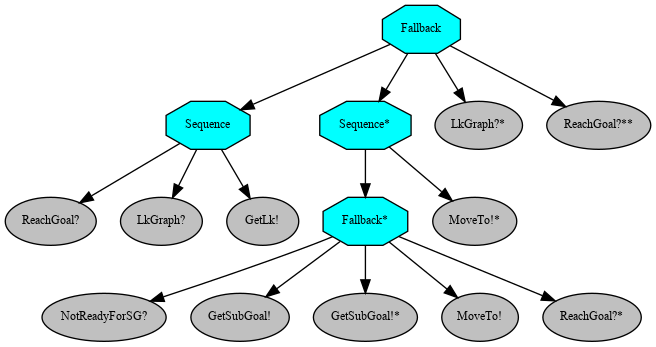 Fallback
Sequence
Sequence*
LkGraph?*
ReachGoal?**
ReachGoal?
LkGraph?
GetLk!
Fallback*
MoveTo!*
NotReadyForSG?
GetSubGoal!
GetSubGoal!*
MoveTo!
ReachGoal?*